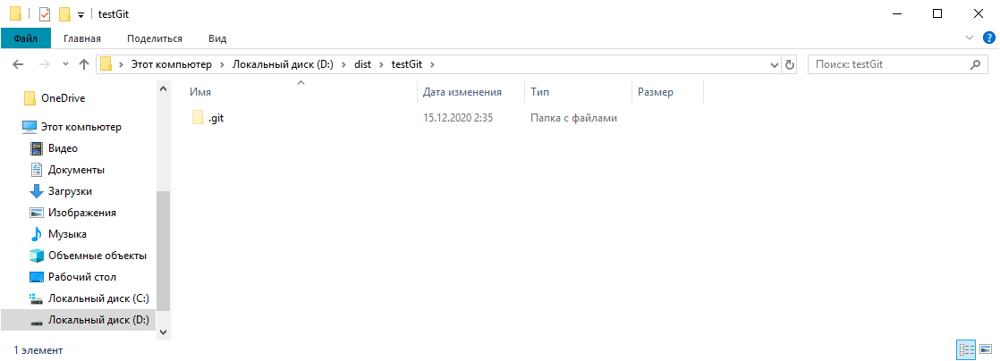 testGit
Файл Главная Поделиться Вид
Этот компьютер Локальный диск (D:) dist testGit
Поиск: testGit
Имя Дата изменения Тип Размер
.git 15.12.2020 2:35 Папка с файлами
OneDrive
Этот компьютер
Видео
Документы
Загрузки
Изображения
Музыка
Объемные объекты
Рабочий стол
Локальный диск (C:)
Локальный диск (D:)
1 элемент